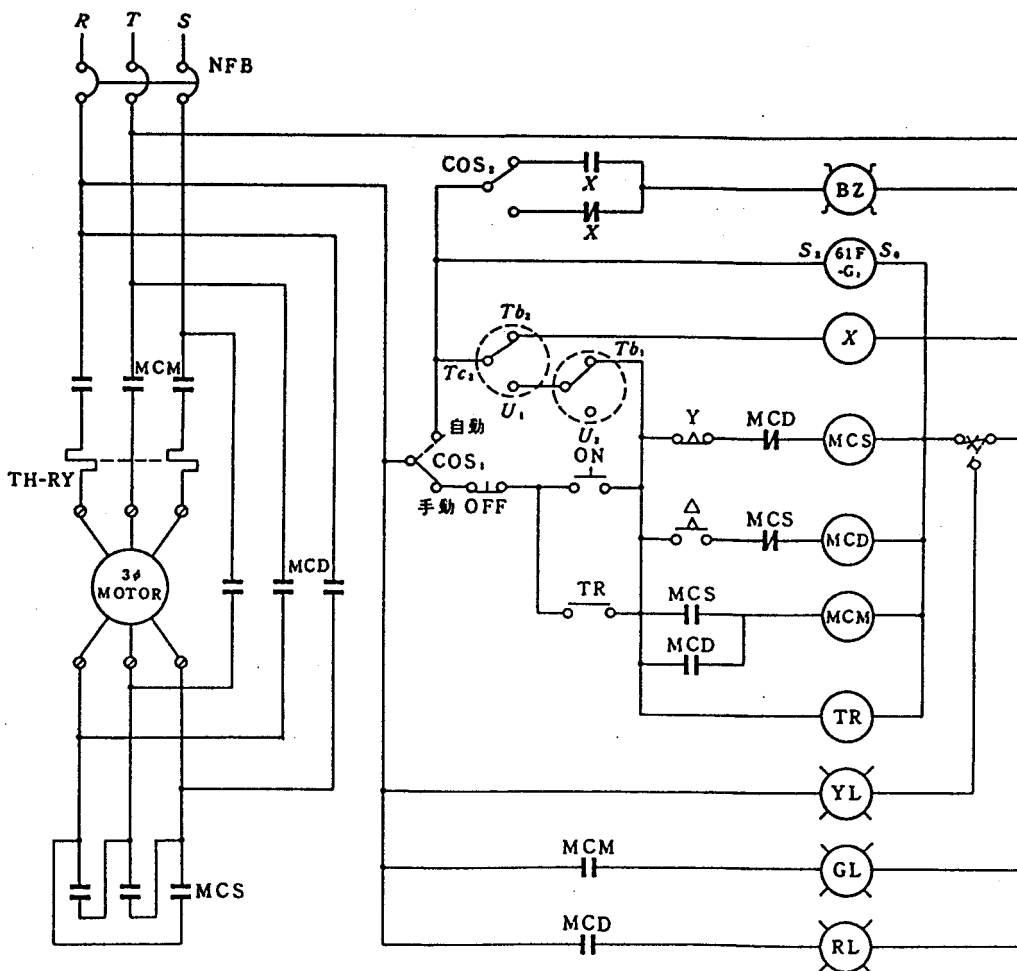 R T S
NFB
COS₂
X
X
BZ
S₂ 61F-G₁ S₀
Tb₂
Tc₂
U₁
Tb₁
U₂
X
MCM
TH-RY
自動
COS₁
手動 OFF
ON
Y MCD MCS
3φ
MOTOR
MCD
△ MCS MCD
TR MCS MCM
MCD
TR
YL
MCM GL
MCS
MCD RL